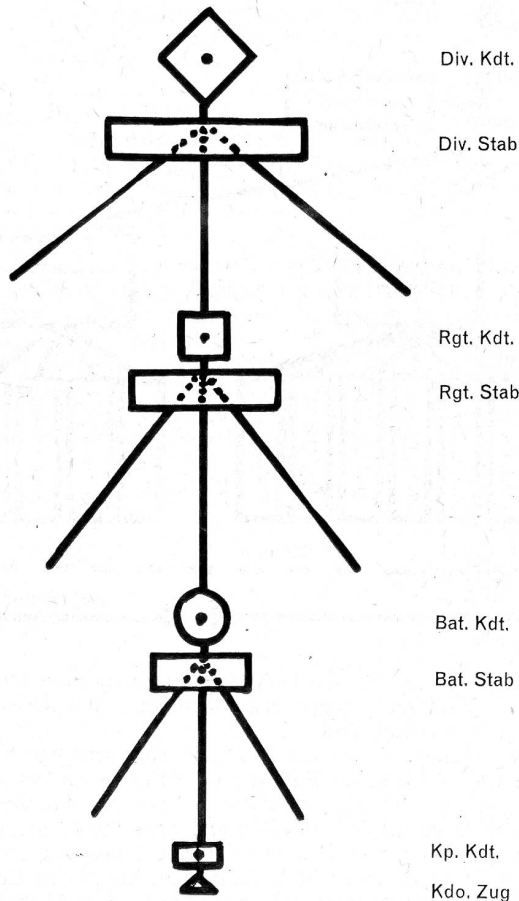 Div. Kdt.
Div. Stab
Rgt. Kdt.
Rgt. Stab
Bat. Kdt.
Bat. Stab
Kp. Kdt.
Kdo. Zug